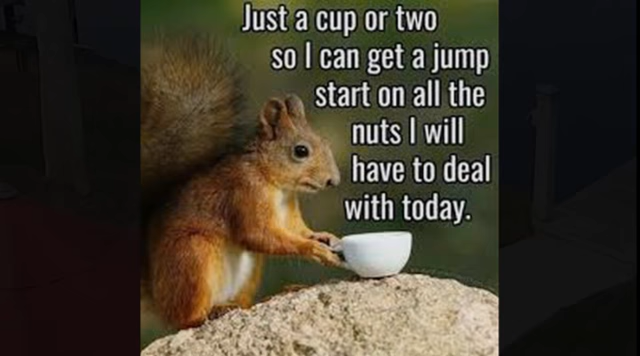 Just a cup or two
so I can get a jump
start on all the
nuts I will
have to deal
with today.